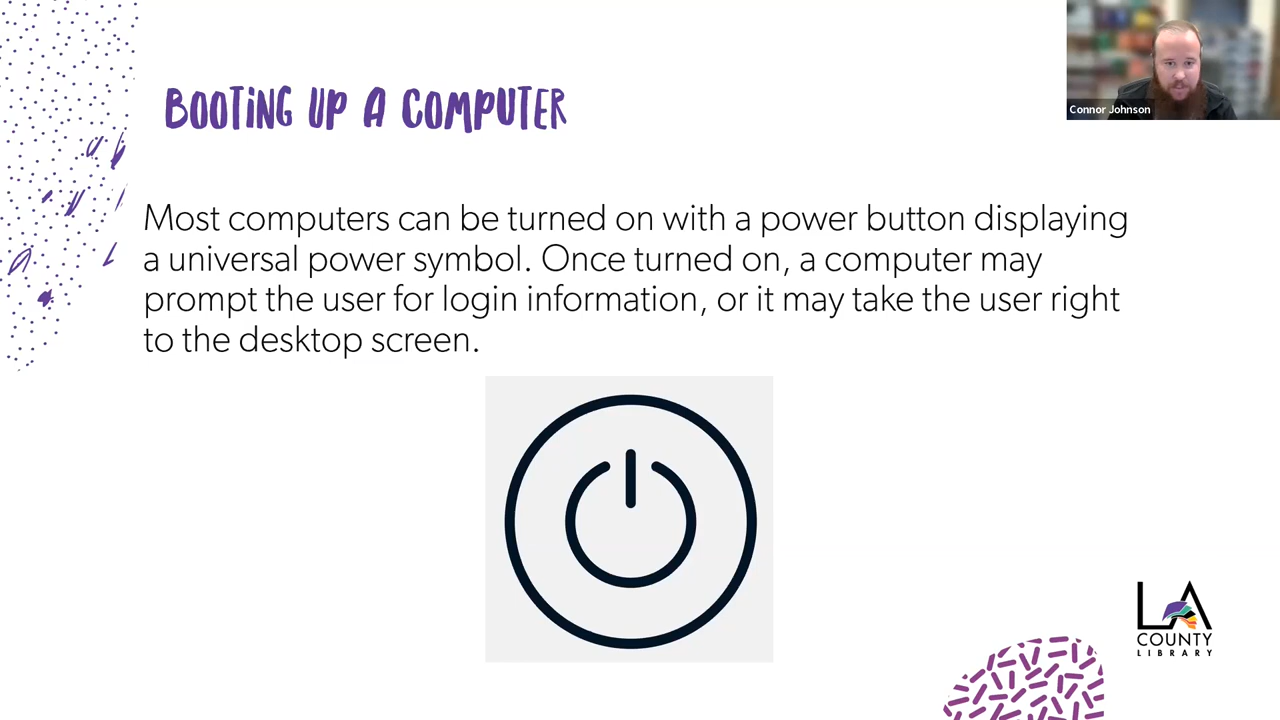 BOOTING UP A COMPUTER
Connor Johnson
Most computers can be turned on with a power button displaying
a universal power symbol. Once turned on, a computer may
prompt the user for login information, or it may take the user right
to the desktop screen.
LA
COUNTY
LIBRARY